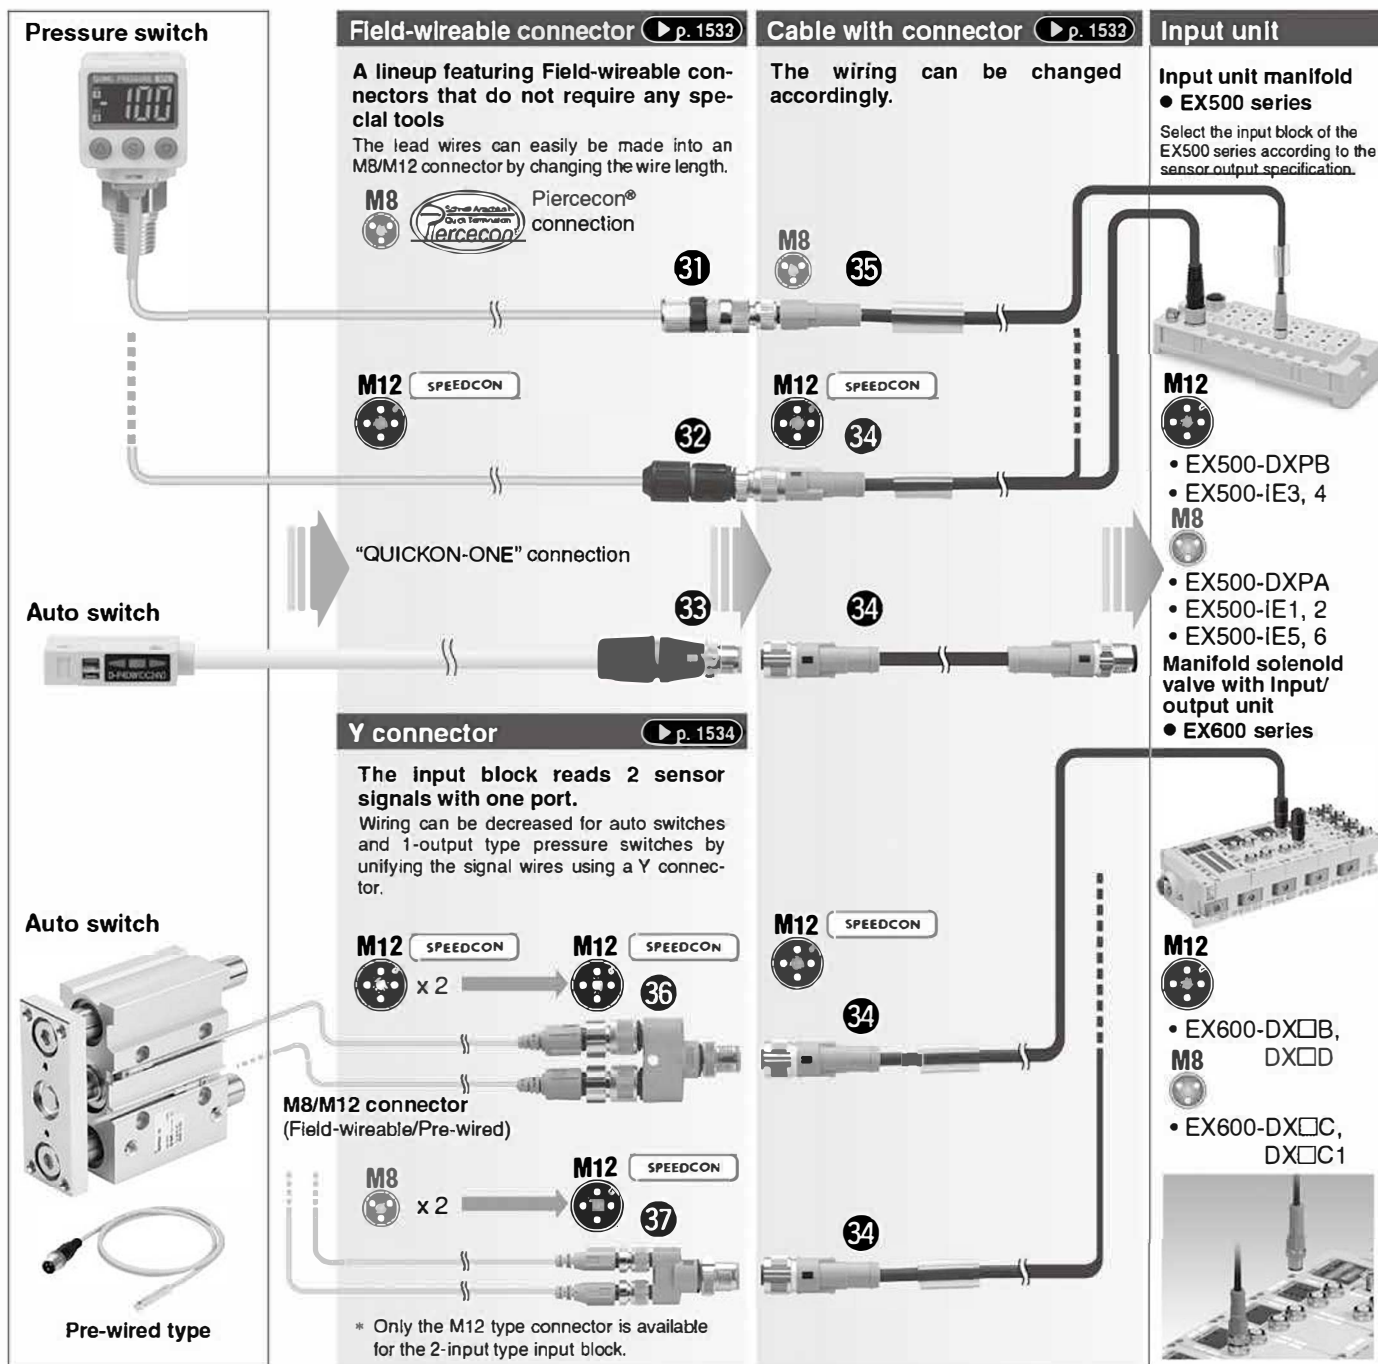 Pressure switch
100
Field-wireable connector ▶ p. 1533
A lineup featuring Field-wireable con-
nectors that do not require any spe-
cial tools
The lead wires can easily be made into an
M8/M12 connector by changing the wire length.
M8
Piercecon
Piercecon®
connection
31
M12
SPEEDCON
32
"QUICKON-ONE" connection
33
Auto switch
Cable with connector ▶ p. 1533
The wiring can be changed
accordingly.
M8
35
M12
SPEEDCON
34
34
Input unit
Input unit manifold
● EX500 series
Select the input block of the
EX500 series according to the
sensor output specification.
M12
• EX500-DXPB
• EX500-IE3, 4
M8
• EX500-DXPA
• EX500-IE1, 2
• EX500-IE5, 6
Manifold solenoid
valve with Input/
output unit
● EX600 series
Y connector ▶ p. 1534
The input block reads 2 sensor
signals with one port.
Wiring can be decreased for auto switches
and 1-output type pressure switches by
unifying the signal wires using a Y connec-
tor.
Auto switch
M12
SPEEDCON
x 2
M12
SPEEDCON
36
M8/M12 connector
(Field-wireable/Pre-wired)
M8
x 2
M12
SPEEDCON
37
* Only the M12 type connector is available
for the 2-input type input block.
Pre-wired type
M12
SPEEDCON
34
34
M12
• EX600-DX□B,
DX□D
M8
• EX600-DX□C,
DX□C1